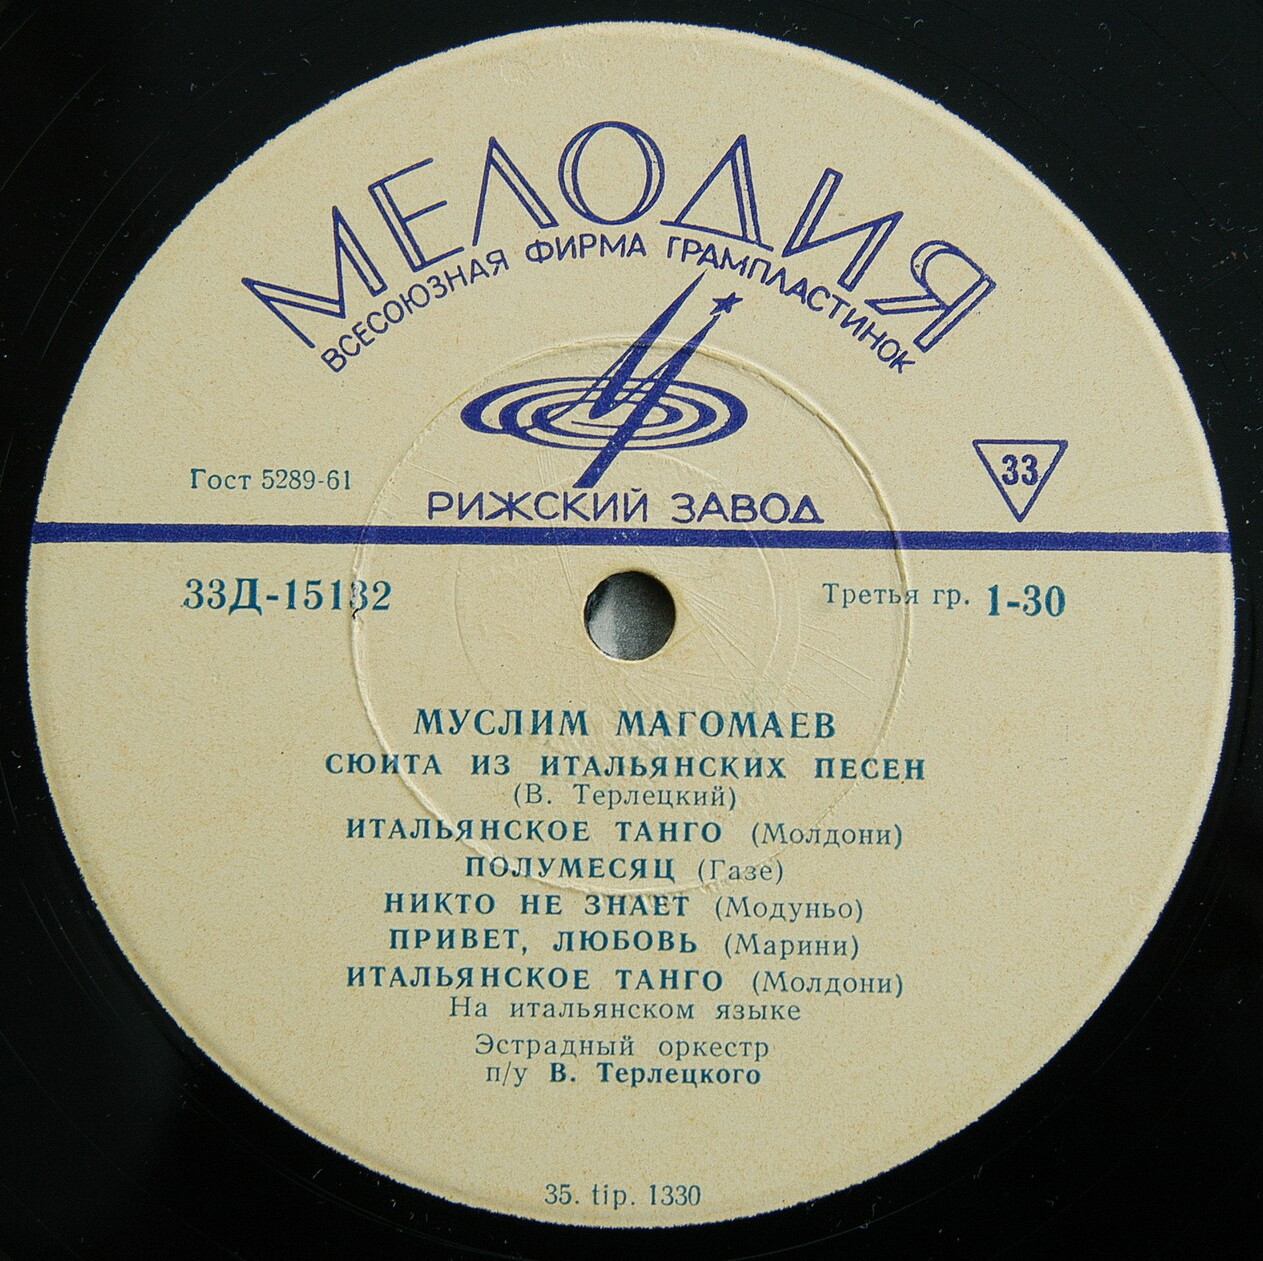 МЕЛОДИЯ
ВСЕСОЮЗНАЯ ФИРМА ГРАМПЛАСТИНОК
Гост 5289-61
33
РИЖСКИЙ ЗАВОД
33Д-15132
Третья гр. 1-30
МУСЛИМ МАГОМАЕВ
СЮИТА ИЗ ИТАЛЬЯНСКИХ ПЕСЕН
(В. Терлецкий)
ИТАЛЬЯНСКОЕ ТАНГО (Молдони)
ПОЛУМЕСЯЦ (Газе)
НИКТО НЕ ЗНАЕТ (Модуньо)
ПРИВЕТ, ЛЮБОВЬ (Марини)
ИТАЛЬЯНСКОЕ ТАНГО (Молдони)
На итальянском языке
Эстрадный оркестр
п/у В. Терлецкого
35. tip. 1330